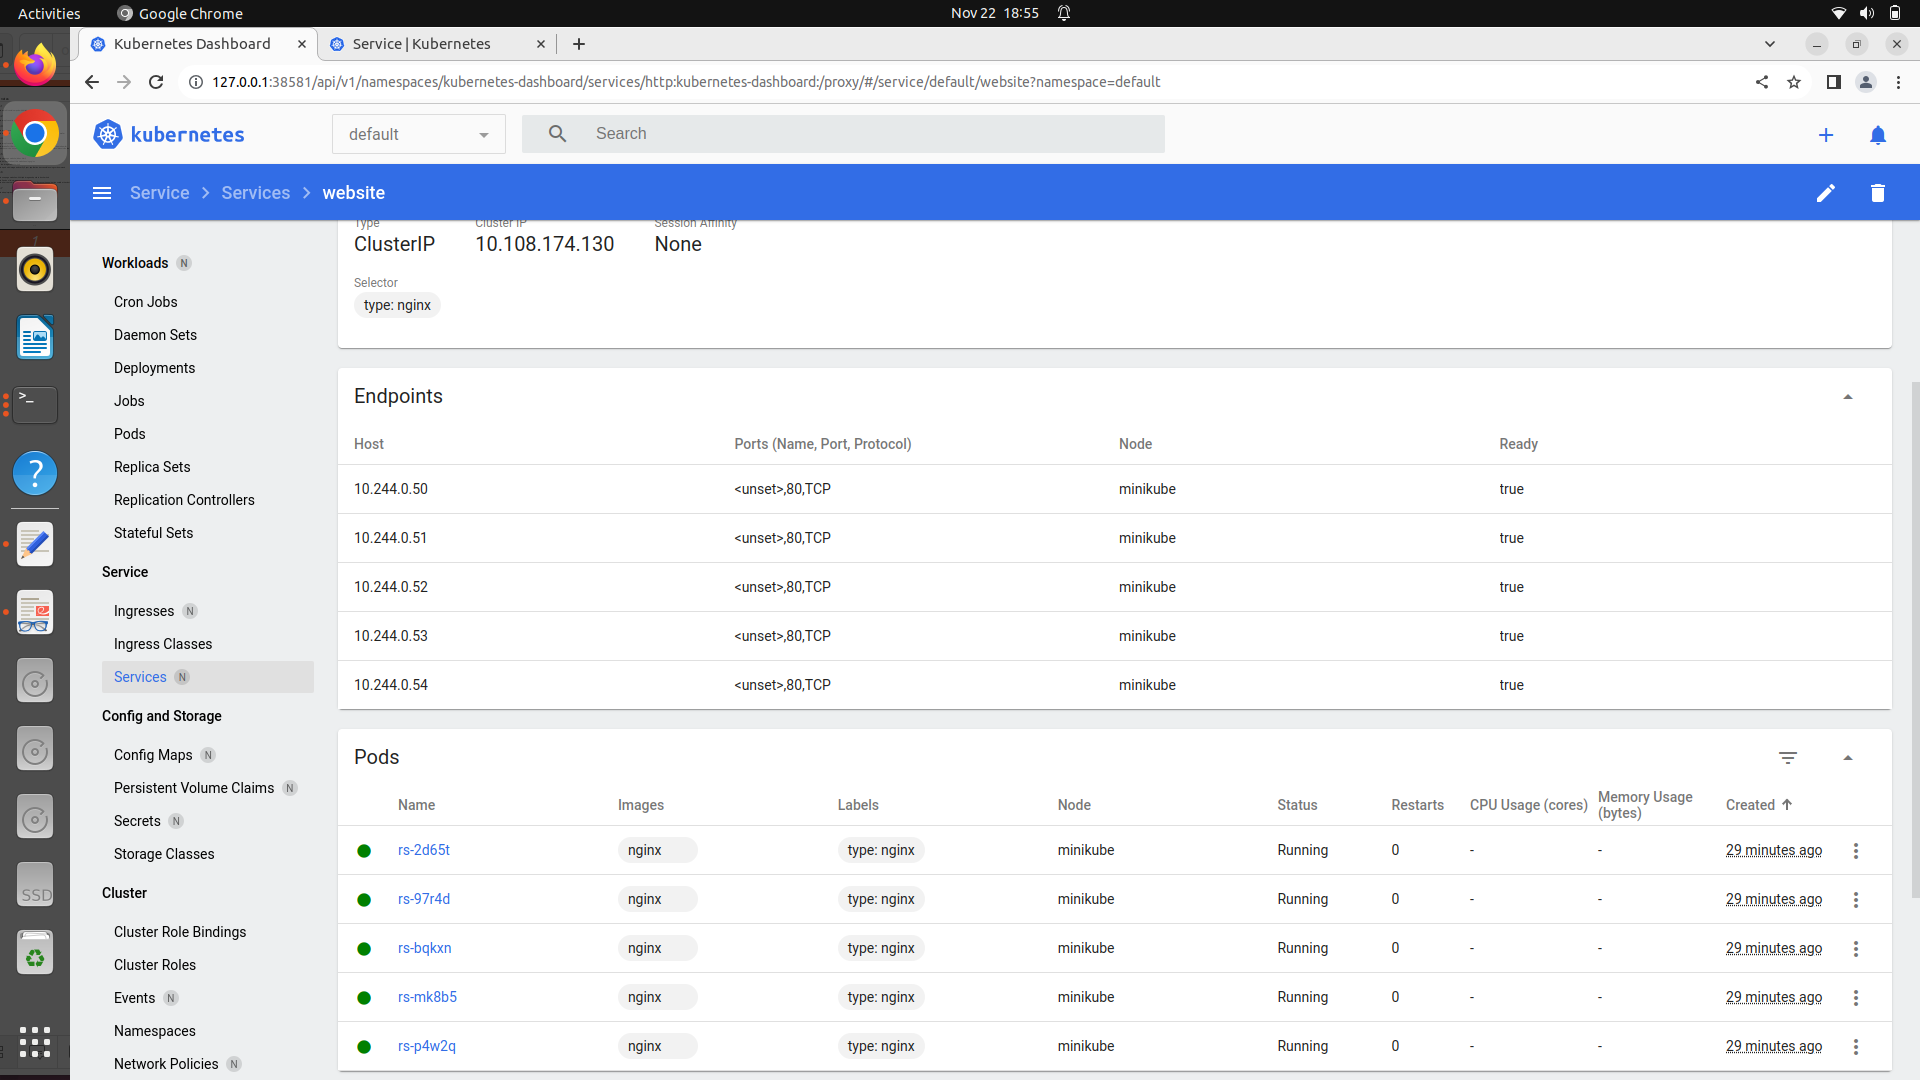 Activities Google Chrome Nov 22 18:55
Kubernetes Dashboard Service | Kubernetes
127.0.0.1:38581/api/v1/namespaces/kubernetes-dashboard/services/http:kubernetes-dashboard:/proxy/#/service/default/website?namespace=default
kubernetes default Search
Service Services website
Type Cluster IP Session Affinity
ClusterIP 10.108.174.130 None
Selector
type: nginx
Workloads N
Cron Jobs
Daemon Sets
Deployments
Jobs
Pods
Replica Sets
Replication Controllers
Stateful Sets
Service
Ingresses N
Ingress Classes
Services N
Config and Storage
Config Maps N
Persistent Volume Claims N
Secrets N
Storage Classes
Cluster
Cluster Role Bindings
Cluster Roles
Events N
Namespaces
Network Policies N
Endpoints
Host Ports (Name, Port, Protocol) Node Ready
10.244.0.50 <unset>,80,TCP minikube true
10.244.0.51 <unset>,80,TCP minikube true
10.244.0.52 <unset>,80,TCP minikube true
10.244.0.53 <unset>,80,TCP minikube true
10.244.0.54 <unset>,80,TCP minikube true
Pods
Name Images Labels Node Status Restarts CPU Usage (cores) Memory Usage (bytes) Created
rs-2d65t nginx type: nginx minikube Running 0 - - 29 minutes ago
rs-97r4d nginx type: nginx minikube Running 0 - - 29 minutes ago
rs-bqkxn nginx type: nginx minikube Running 0 - - 29 minutes ago
rs-mk8b5 nginx type: nginx minikube Running 0 - - 29 minutes ago
rs-p4w2q nginx type: nginx minikube Running 0 - - 29 minutes ago
SSD